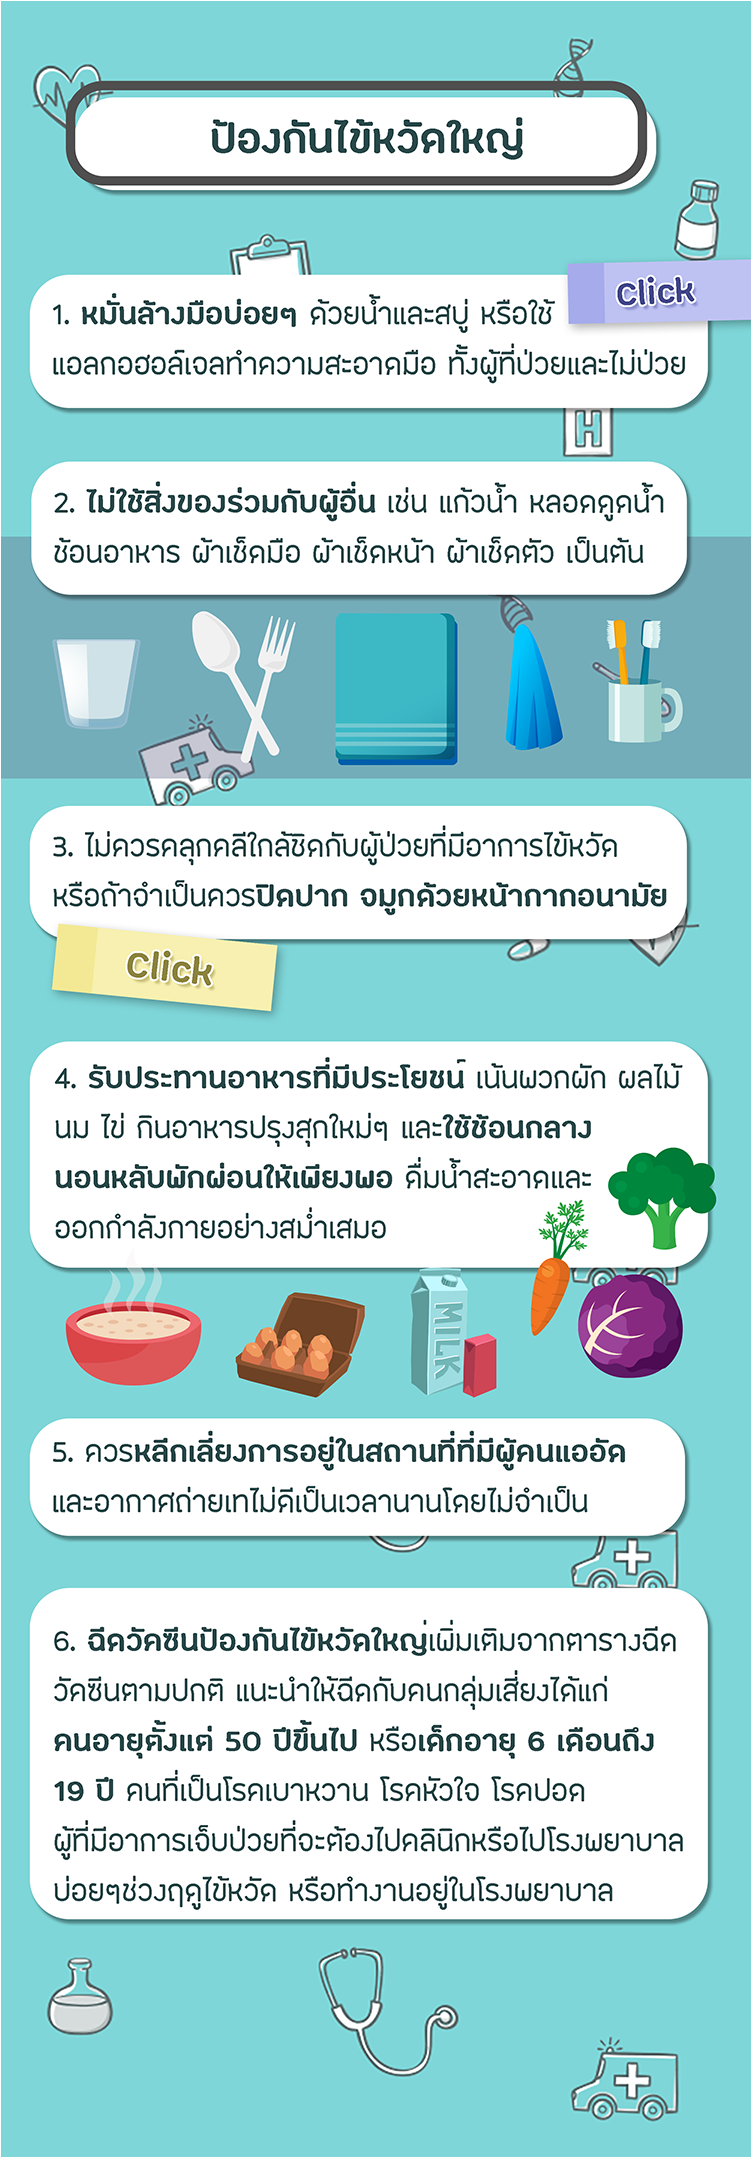 ป้องกันไข้หวัดใหญ่
Click
1. หมั่นล้างมือบ่อยๆ ด้วยน้ำและสบู่ หรือใช้
แอลกอฮอล์เจลทำความสะอาดมือ ทั้งผู้ที่ป่วยและไม่ป่วย
H
2. ไม่ใช้สิ่งของร่วมกับผู้อื่น เช่น แก้วน้ำ หลอดดูดน้ำ
ช้อนอาหาร ผ้าเช็ดมือ ผ้าเช็ดหน้า ผ้าเช็ดตัว เป็นต้น
3. ไม่ควรคลุกคลีใกล้ชิดกับผู้ป่วยที่มีอาการไข้หวัด
หรือถ้าจำเป็นควรปิดปาก จมูกด้วยหน้ากากอนามัย
Click
4. รับประทานอาหารที่มีประโยชน์ เน้นพวกผัก ผลไม้
นม ไข่ กินอาหารปรุงสุกใหม่ๆ และใช้ช้อนกลาง
นอนหลับพักผ่อนให้เพียงพอ ดื่มน้ำสะอาดและ
ออกกำลังกายอย่างสม่ำเสมอ
MILK
5. ควรหลีกเลี่ยงการอยู่ในสถานที่ที่มีผู้คนแออัด
และอากาศถ่ายเทไม่ดีเป็นเวลานานโดยไม่จำเป็น
6. ฉีดวัคซีนป้องกันไข้หวัดใหญ่เพิ่มเติมจากตารางฉีด
วัคซีนตามปกติ แนะนำให้ฉีดกับคนกลุ่มเสี่ยงได้แก่
คนอายุตั้งแต่ 50 ปีขึ้นไป หรือเด็กอายุ 6 เดือนถึง
19 ปี คนที่เป็นโรคเบาหวาน โรคหัวใจ โรคปอด
ผู้ที่มีอาการเจ็บป่วยที่จะต้องไปคลินิกหรือไปโรงพยาบาล
บ่อยๆช่วงฤดูไข้หวัด หรือทำงานอยู่ในโรงพยาบาล